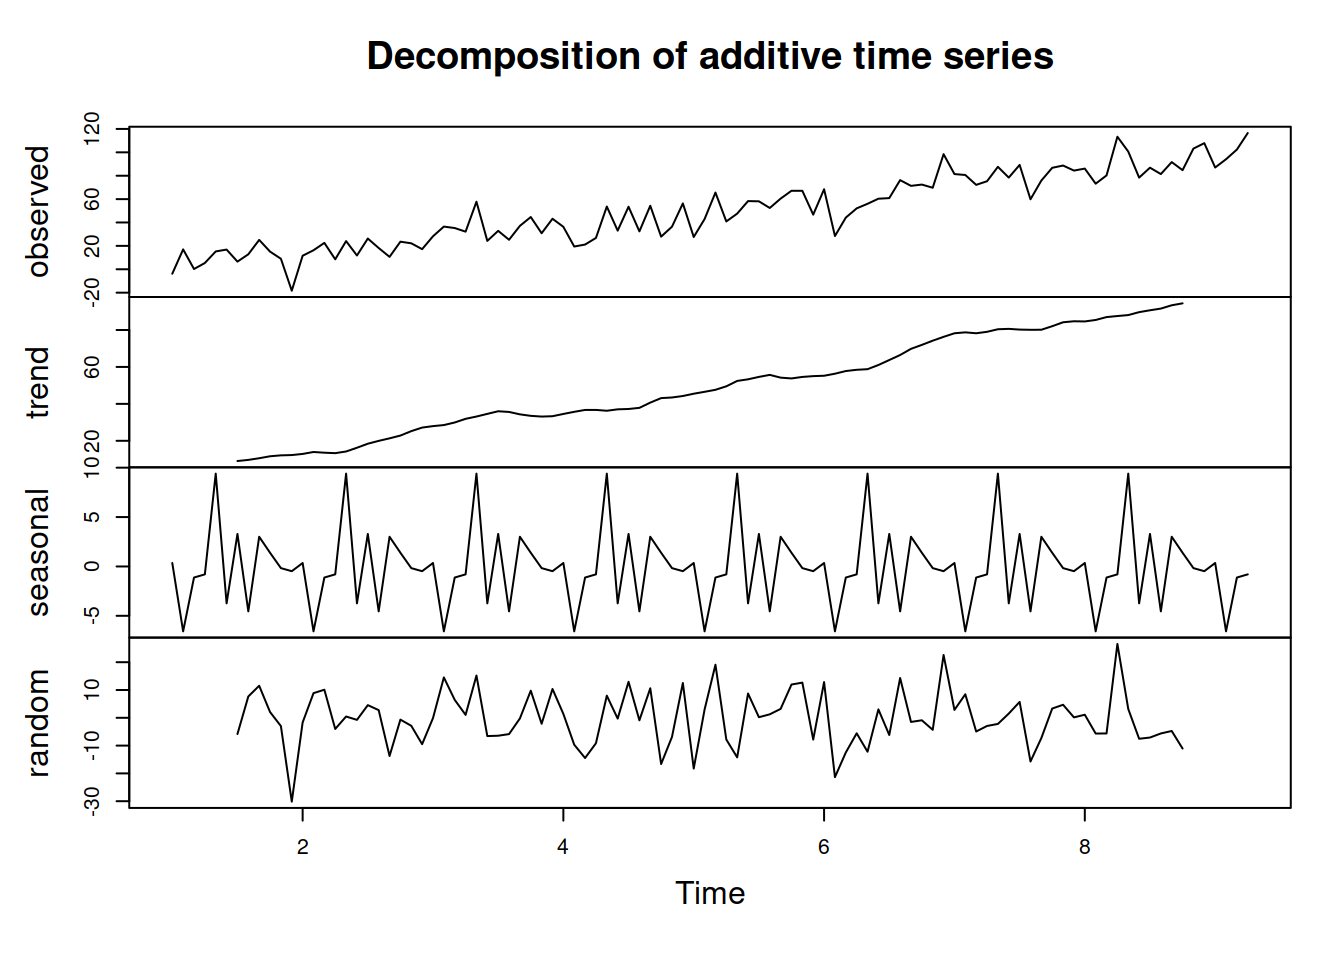 Decomposition of additive time series
observed
-20 20 60 120
trend
20 60
seasonal
-5 0 5 10
random
-30 -10 10
2 4 6 8
Time